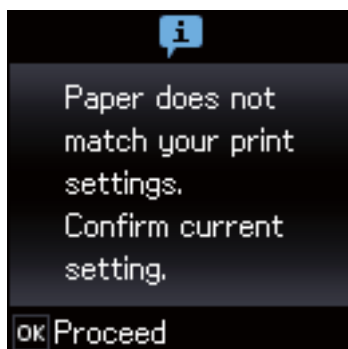 i
Paper does not
match your print
settings.
Confirm current
setting.
OK Proceed